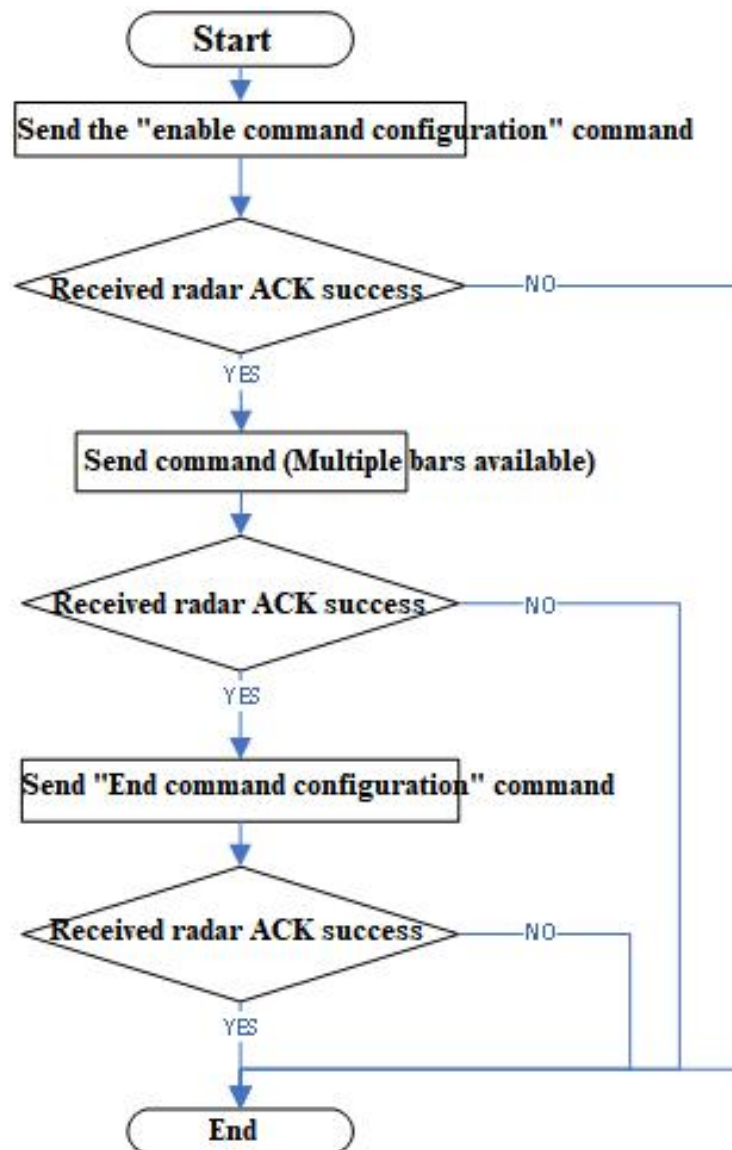 Start
Send the "enable command configuration" command
Received radar ACK success
NO
YES
Send command (Multiple bars available)
Received radar ACK success
NO
YES
Send "End command configuration" command
Received radar ACK success
NO
YES
End